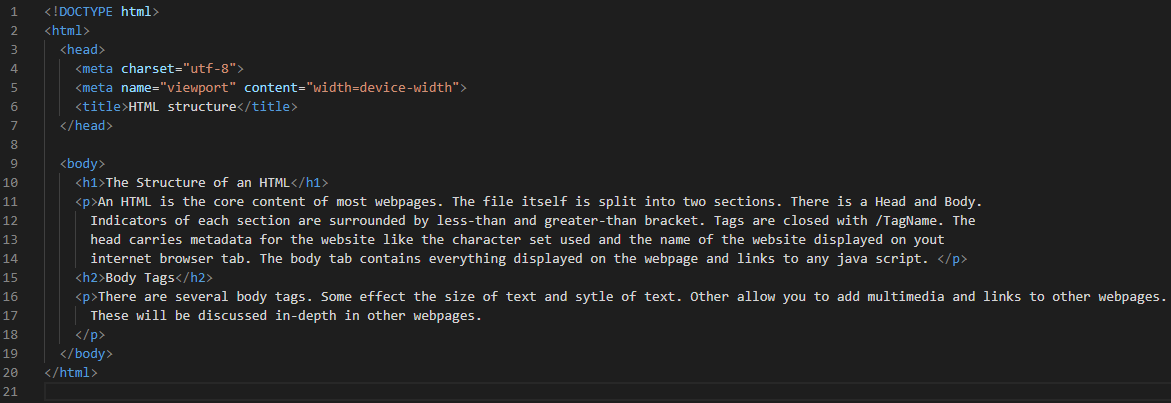 1 <!DOCTYPE html>
2 <html>
3 <head>
4 <meta charset="utf-8">
5 <meta name="viewport" content="width=device-width">
6 <title>HTML structure</title>
7 </head>
8
9 <body>
10 <h1>The Structure of an HTML</h1>
11 <p>An HTML is the core content of most webpages. The file itself is split into two sections. There is a Head and Body.
12 Indicators of each section are surrounded by less-than and greater-than bracket. Tags are closed with /TagName. The
13 head carries metadata for the website like the character set used and the name of the website displayed on yout
14 internet browser tab. The body tab contains everything displayed on the webpage and links to any java script. </p>
15 <h2>Body Tags</h2>
16 <p>There are several body tags. Some effect the size of text and sytle of text. Other allow you to add multimedia and links to other webpages.
17 These will be discussed in-depth in other webpages.
18 </p>
19 </body>
20 </html>
21